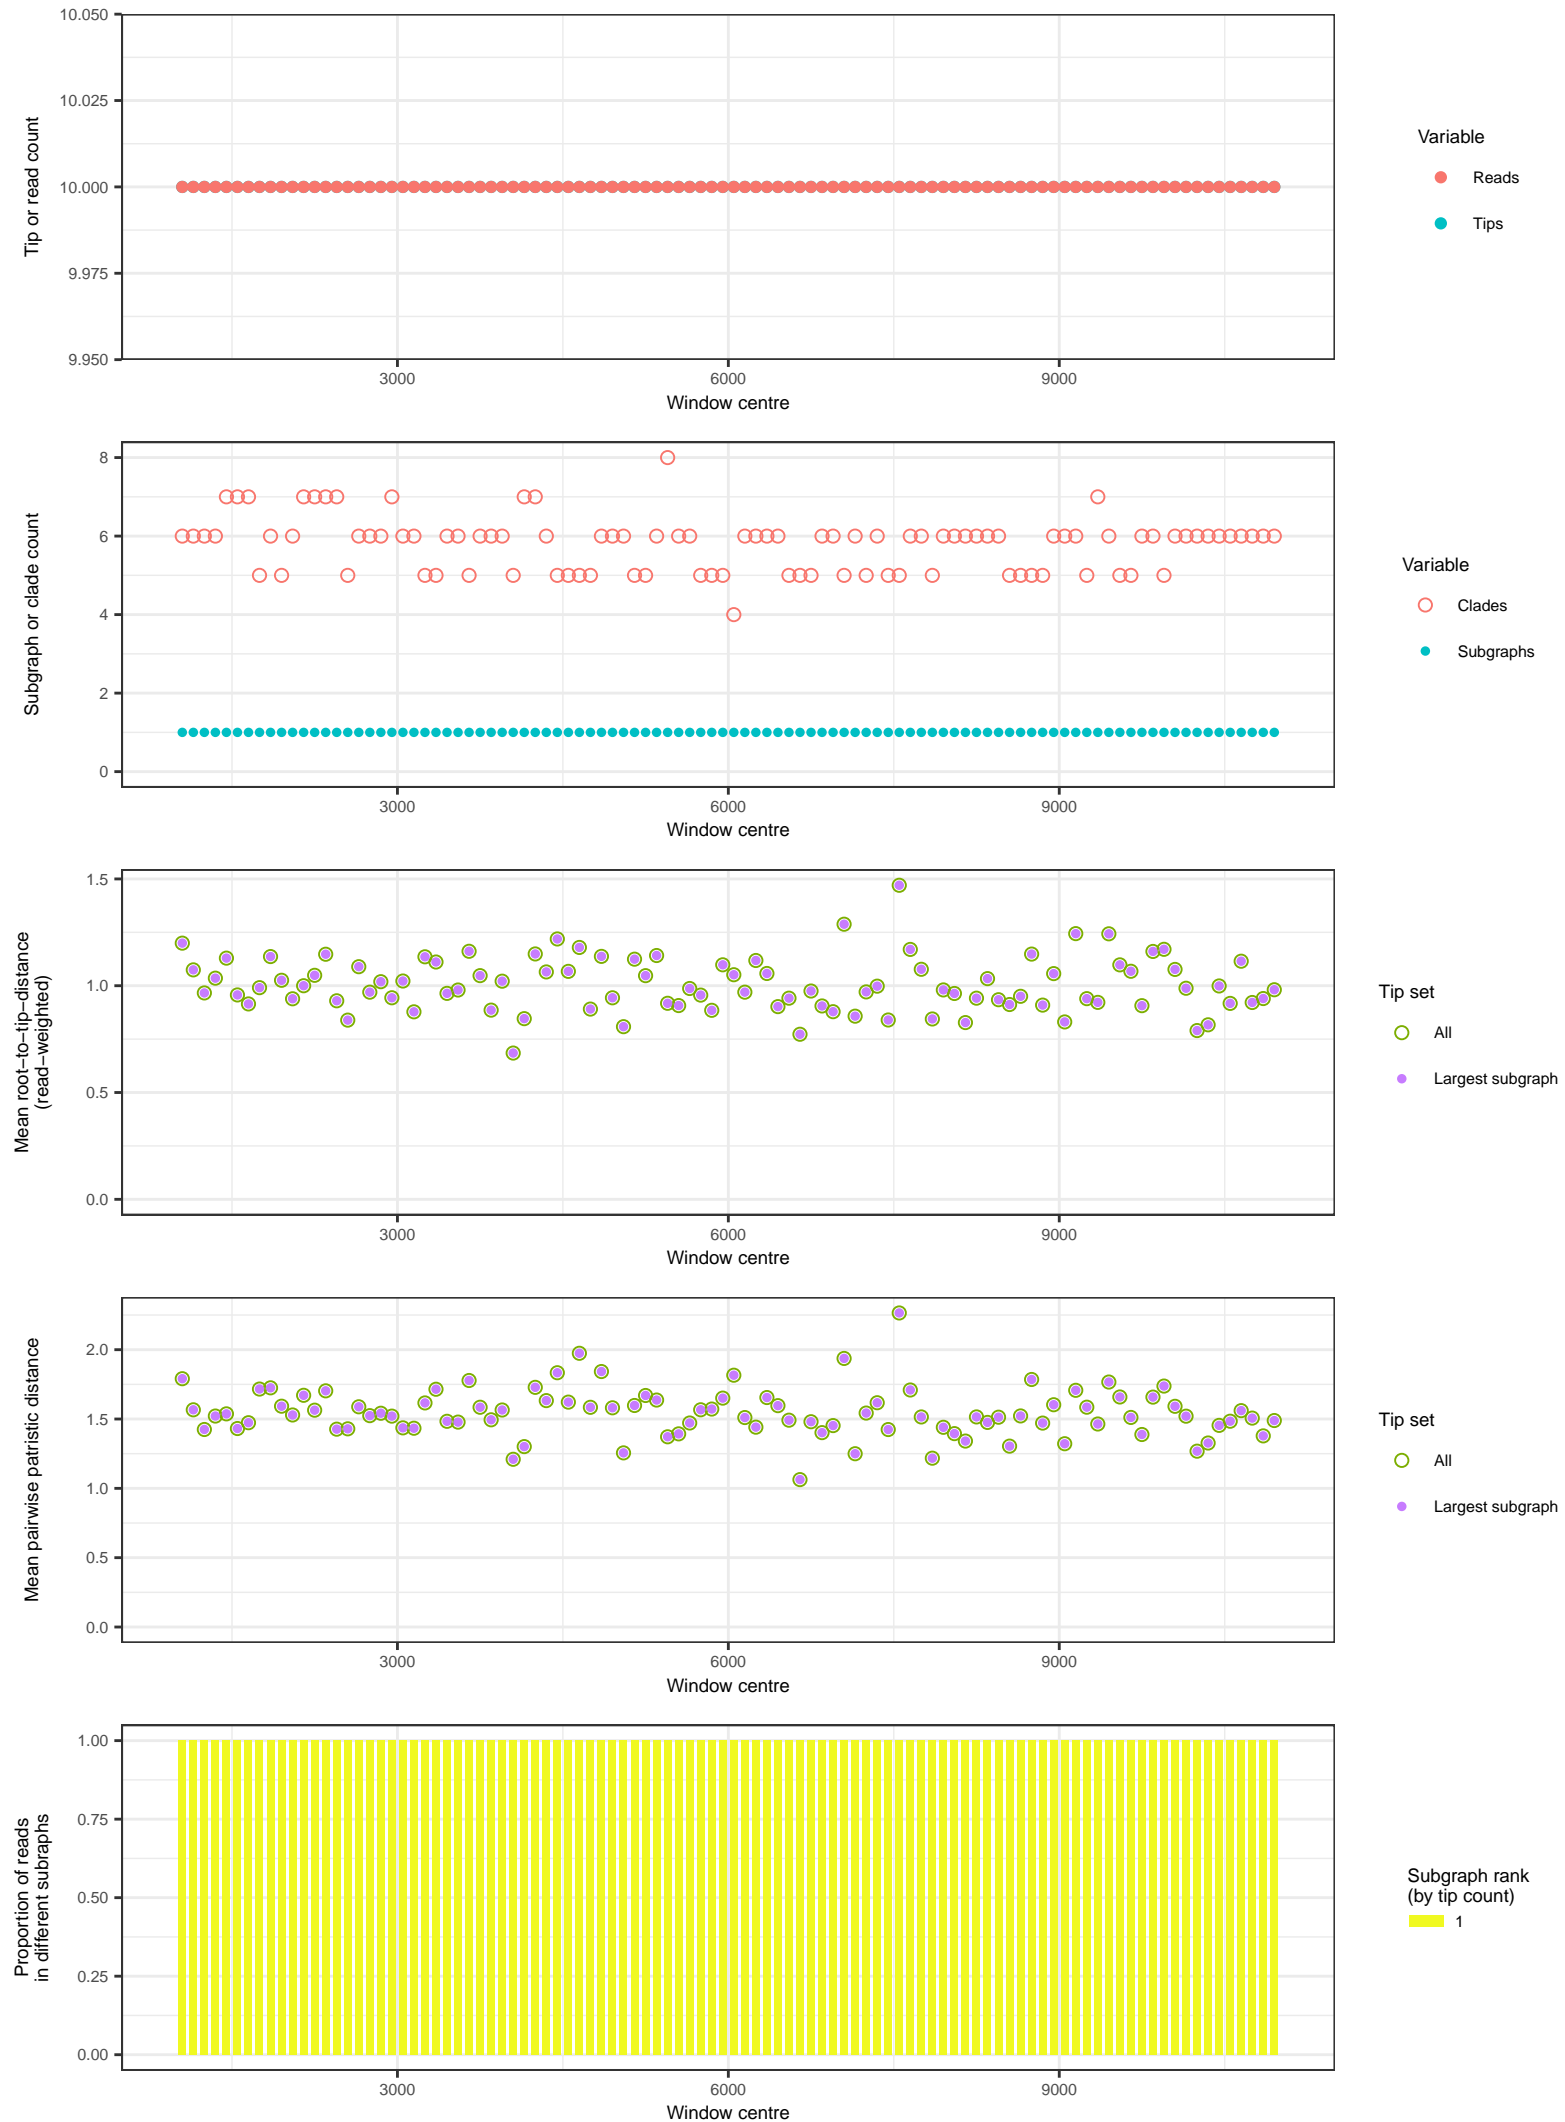 10.050
10.025
10.000
9.975
9.950
Tip or read count
3000
6000
9000
Window centre
Variable
Reads
Tips
8
6
4
2
0
Subgraph or clade count
3000
6000
9000
Window centre
Variable
Clades
Subgraphs
1.5
1.0
0.5
0.0
Mean root−to−tip−distance
(read−weighted)
3000
6000
9000
Window centre
Tip set
All
Largest subgraph
2.0
1.5
1.0
0.5
0.0
Mean pairwise patristic distance
3000
6000
9000
Window centre
Tip set
All
Largest subgraph
1.00
0.75
0.50
0.25
0.00
Proportion of reads
in different subraphs
3000
6000
9000
Window centre
Subgraph rank
(by tip count)
1